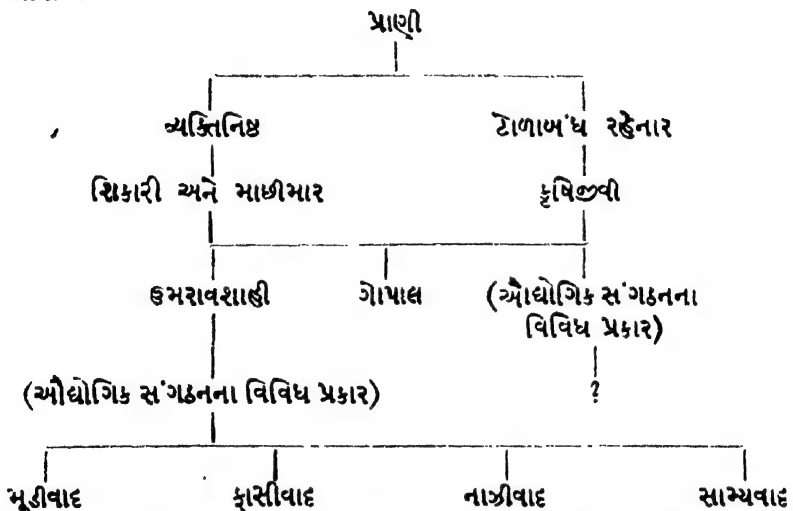 પ્રાણી
વ્યક્તિનિષ્ઠ ટોળાબંધ રહેનાર
શિકારી અને માછીમાર કૃષિજીવી
ઉમરાવશાહી ગોપાલ (ઔદ્યોગિક સંગઠનના
વિવિધ પ્રકાર)
(ઔદ્યોગિક સંગઠનના વિવિધ પ્રકાર) ?
મૂડીવાદ ફાસીવાદ નાઝીવાદ સામ્યવાદ